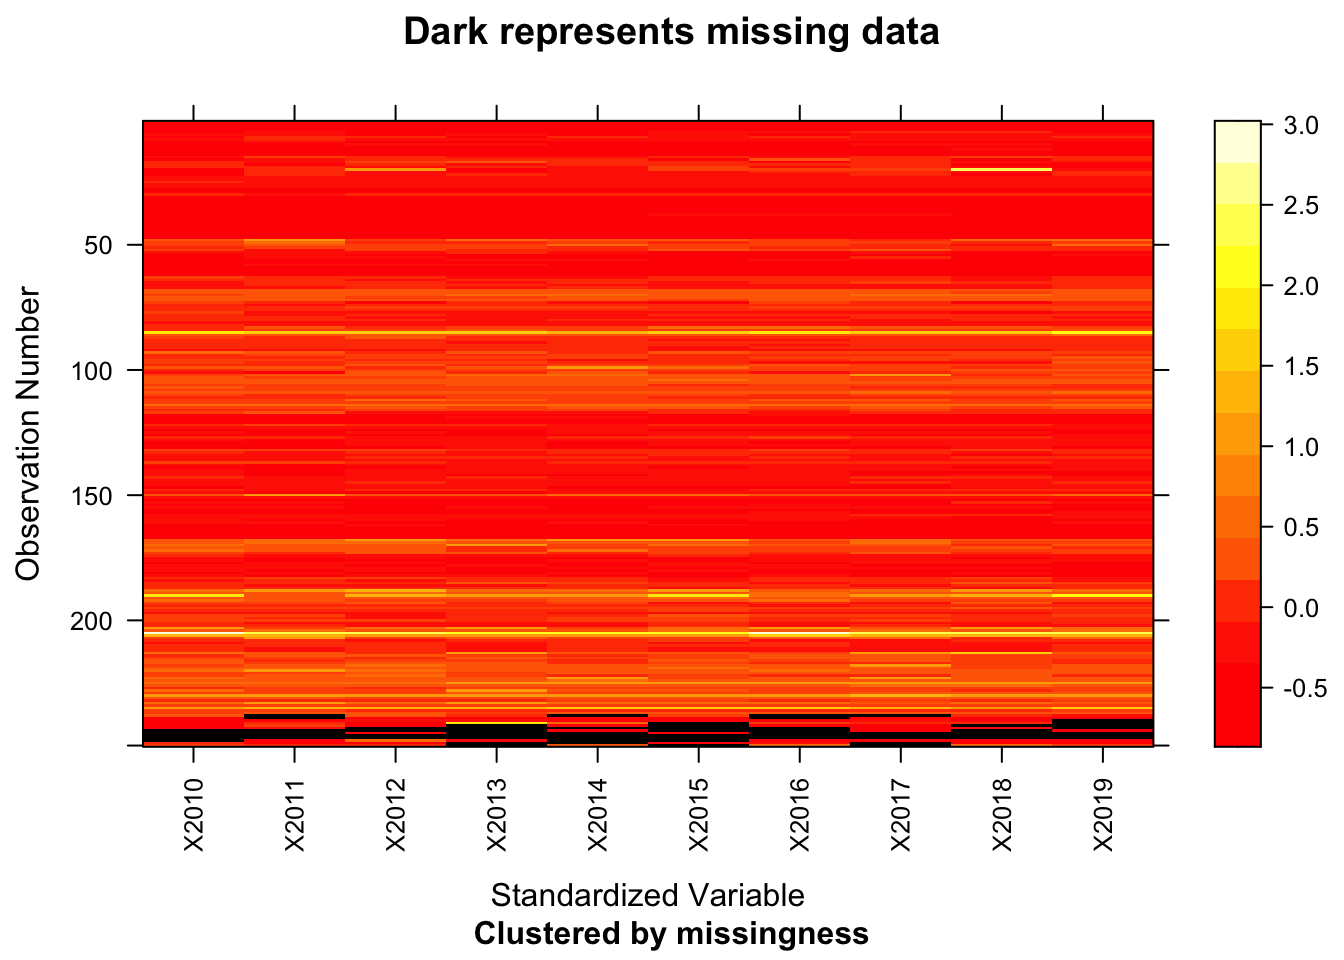 Dark represents missing data
Observation Number
50
100
150
200
3.0
2.5
2.0
1.5
1.0
0.5
0.0
-0.5
X2010
X2011
X2012
X2013
X2014
X2015
X2016
X2017
X2018
X2019
Standardized Variable
Clustered by missingness